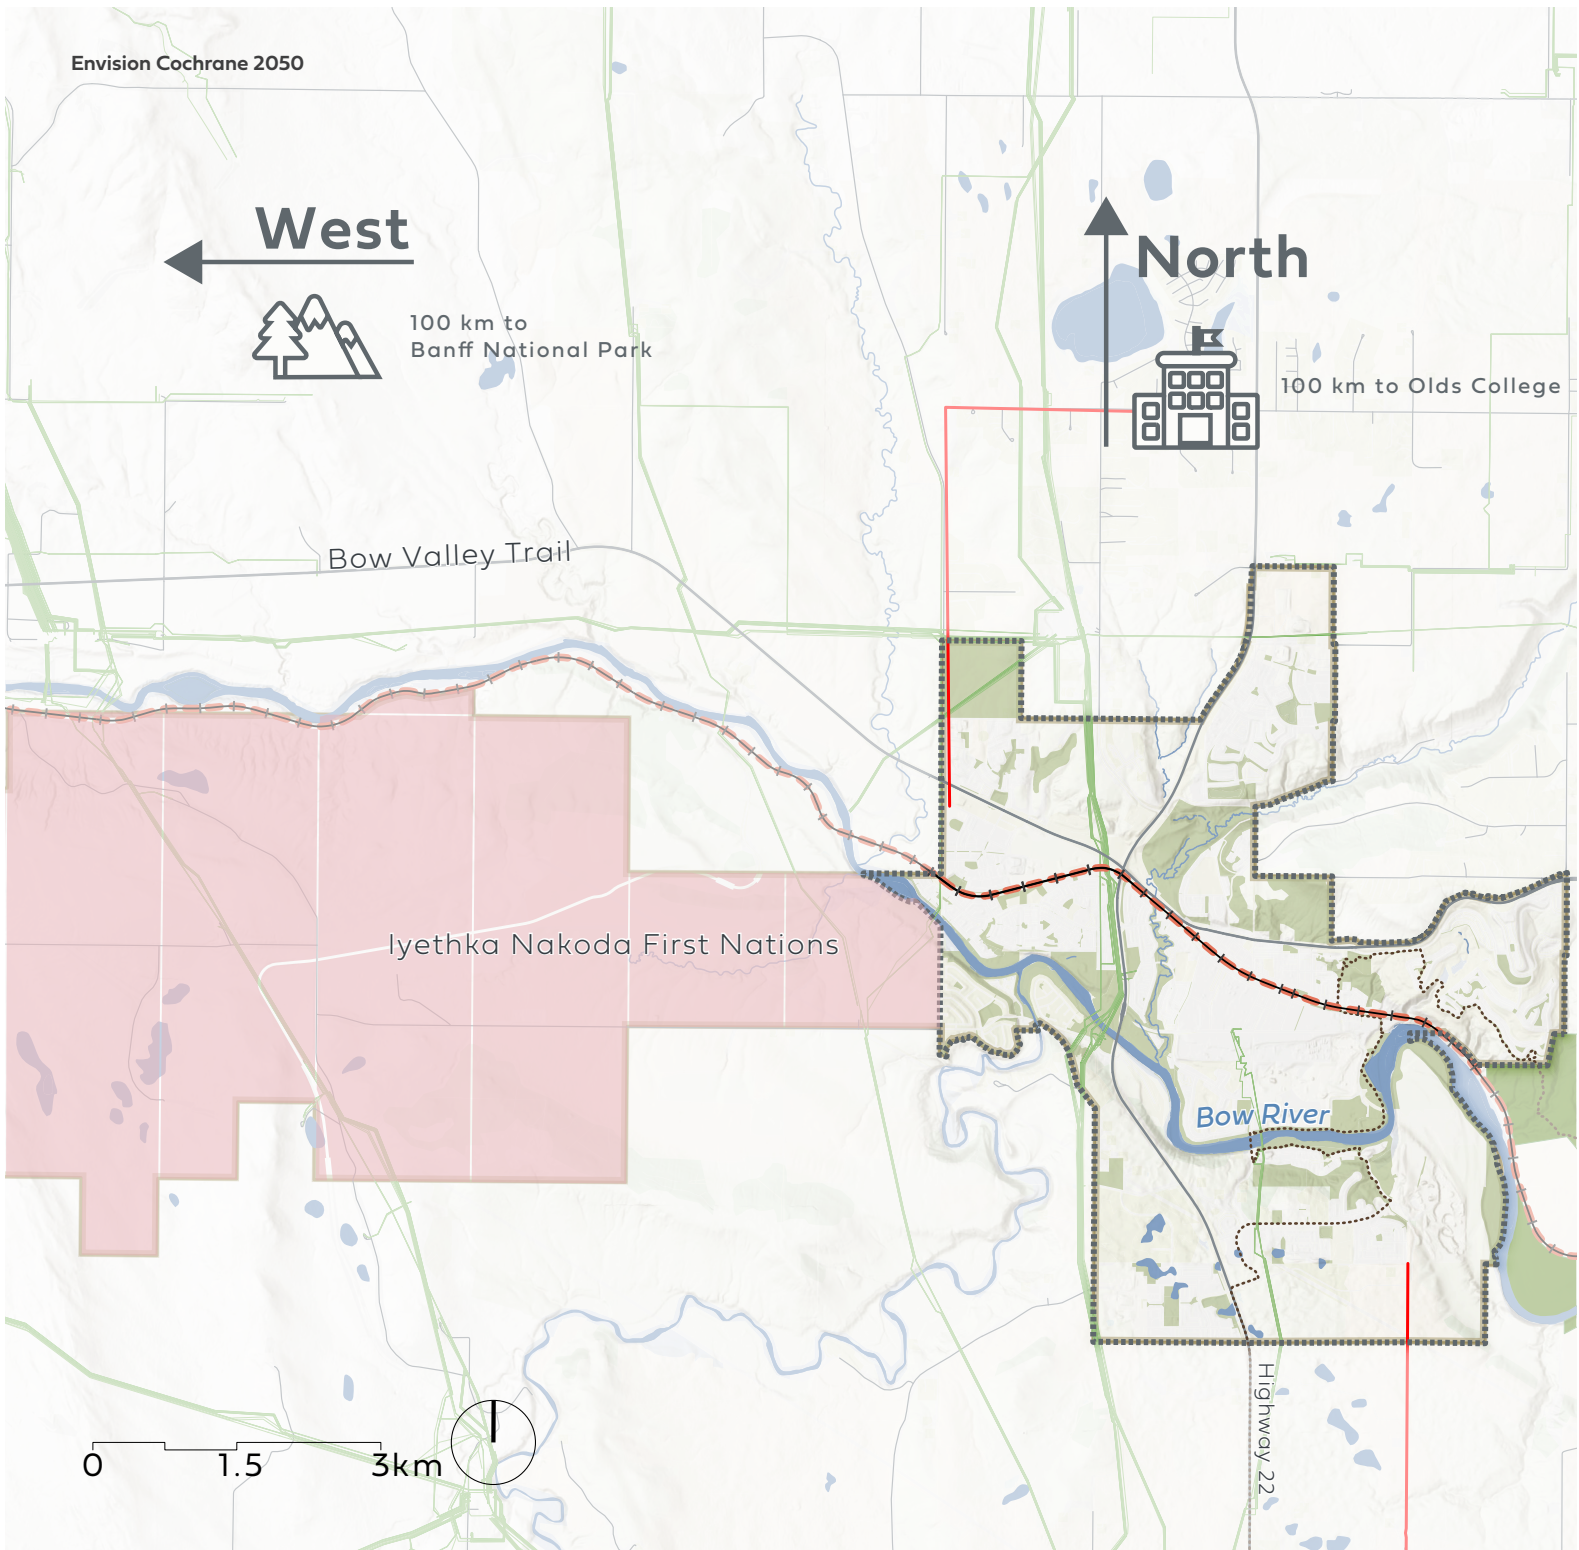 Envision Cochrane 2050
West
North
100 km to
Banff National Park
100 km to Olds College
Bow Valley Trail
Iyethka Nakoda First Nations
Bow River
Highway 22
0 1.5 3km